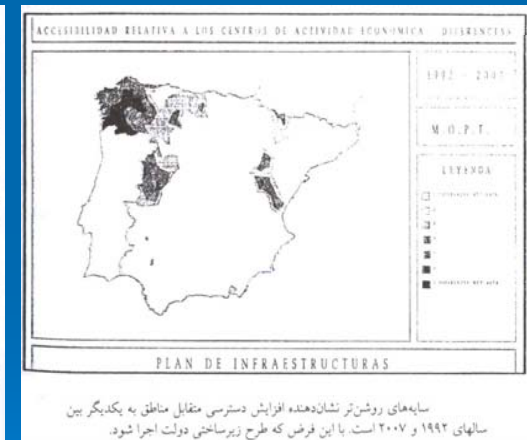 ACCESIBILIDAD RELATIVA A LOS CENTROS DE ACTIVIDAD ECONOMICA DIFERENCIAS
1992 - 2007
M.O.P.T.
LEYENDA
PLAN DE INFRAESTRUCTURAS
سایه‌های روشن‌تر نشان‌دهنده افزایش دسترسی متقابل مناطق به یکدیگر بین
سالهای ۱۹۹۲ و ۲۰۰۷ است. با این فرض که طرح زیرساختی دولت اجرا شود.